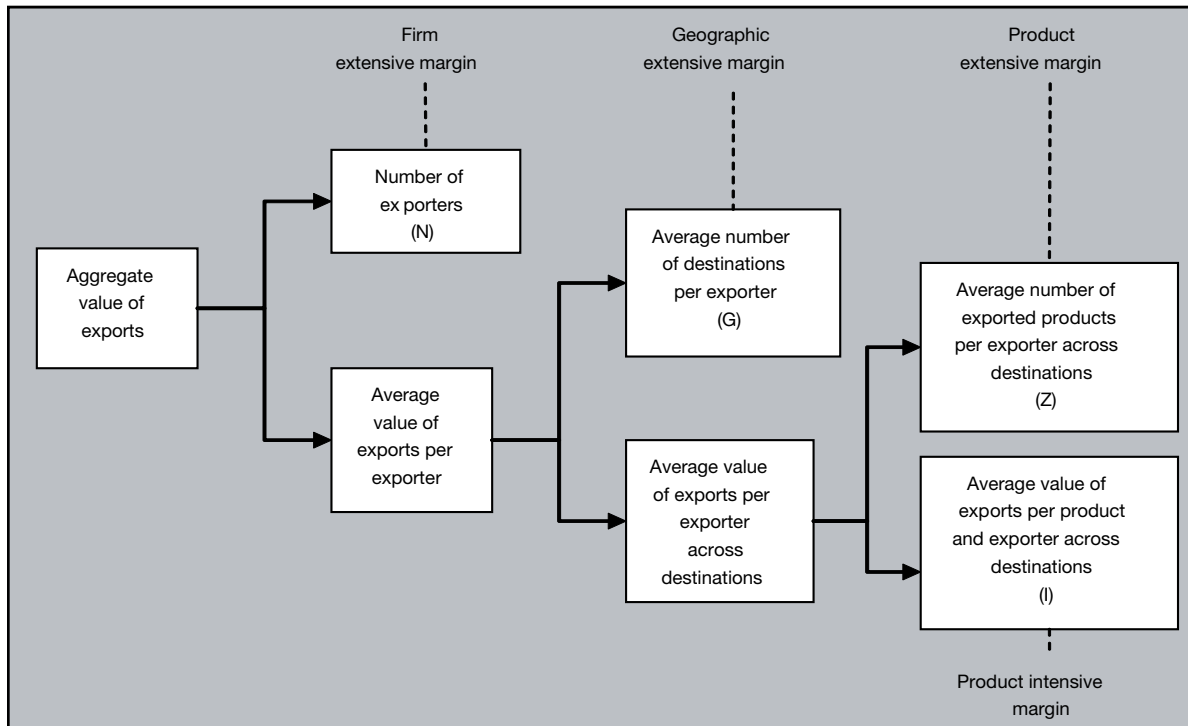 Firm
extensive margin
Geographic
extensive margin
Product
extensive margin
Number of
ex porters
(N)
Aggregate
value of
exports
Average
value of
exports per
exporter
Average number
of destinations
per exporter
(G)
Average value
of exports per
exporter
across
destinations
Average number of
exported products
per exporter across
destinations
(Z)
Average value of
exports per product
and exporter across
destinations
(I)
Product intensive
margin